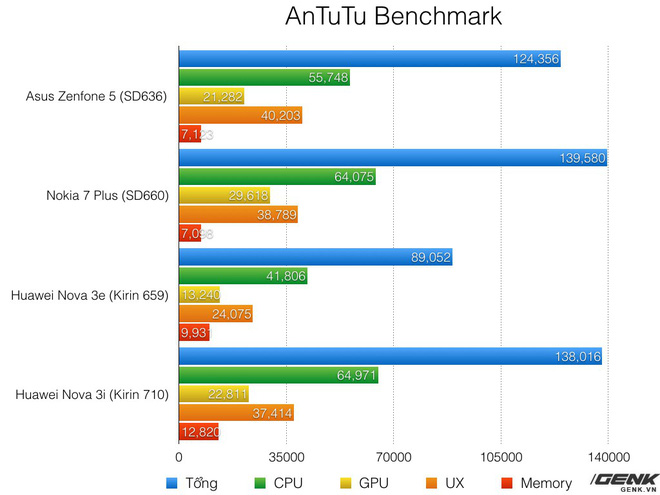 AnTuTu Benchmark
124,356
55,748
Asus Zenfone 5 (SD636)
21,282
40,203
7,123
139,580
64,075
Nokia 7 Plus (SD660)
29,618
38,789
7,098
89,052
41,806
Huawei Nova 3e (Kirin 659)
13,240
24,075
9,931
138,016
64,971
Huawei Nova 3i (Kirin 710)
22,811
37,414
12,820
0 35000 70000 105000 140000
Tổng CPU GPU UX Memory
/GENK
GENK.VN